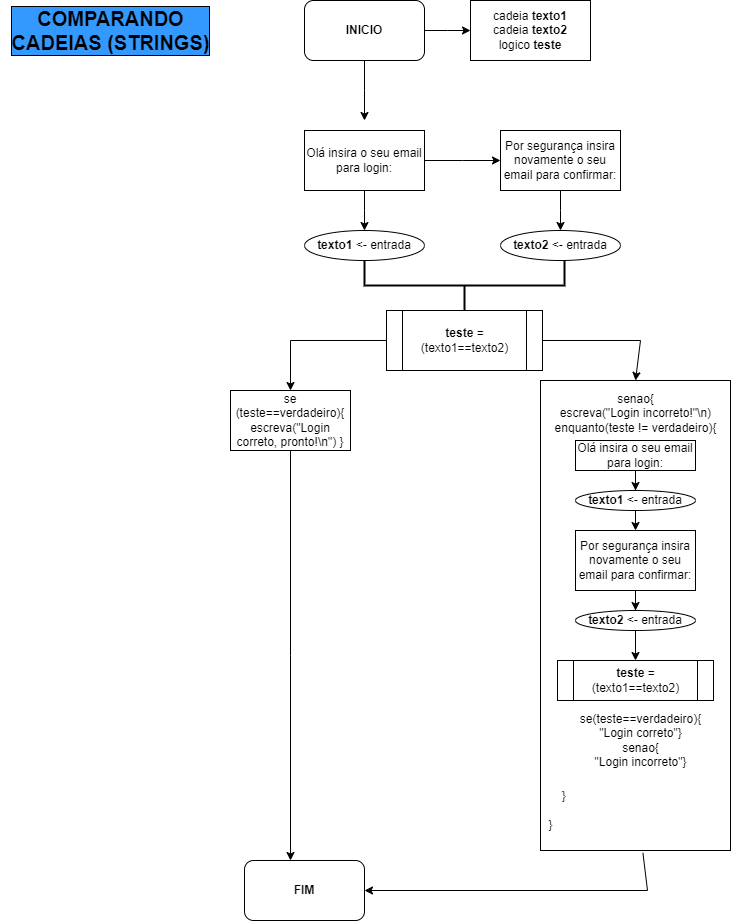 COMPARANDO
CADEIAS (STRINGS)
INICIO
cadeia texto1
cadeia texto2
logico teste
Olá insira o seu email
para login:
Por segurança insira
novamente o seu
email para confirmar:
texto1 <- entrada
texto2 <- entrada
teste =
(texto1==texto2)
se
(teste==verdadeiro){
escreva("Login
correto, pronto!\n") }
senao{
escreva("Login incorreto!"\n)
enquanto(teste != verdadeiro){
Olá insira o seu email
para login:
texto1 <- entrada
Por segurança insira
novamente o seu
email para confirmar:
texto2 <- entrada
teste =
(texto1==texto2)
se(teste==verdadeiro){
"Login correto"}
senao{
"Login incorreto"}
}
}
FIM